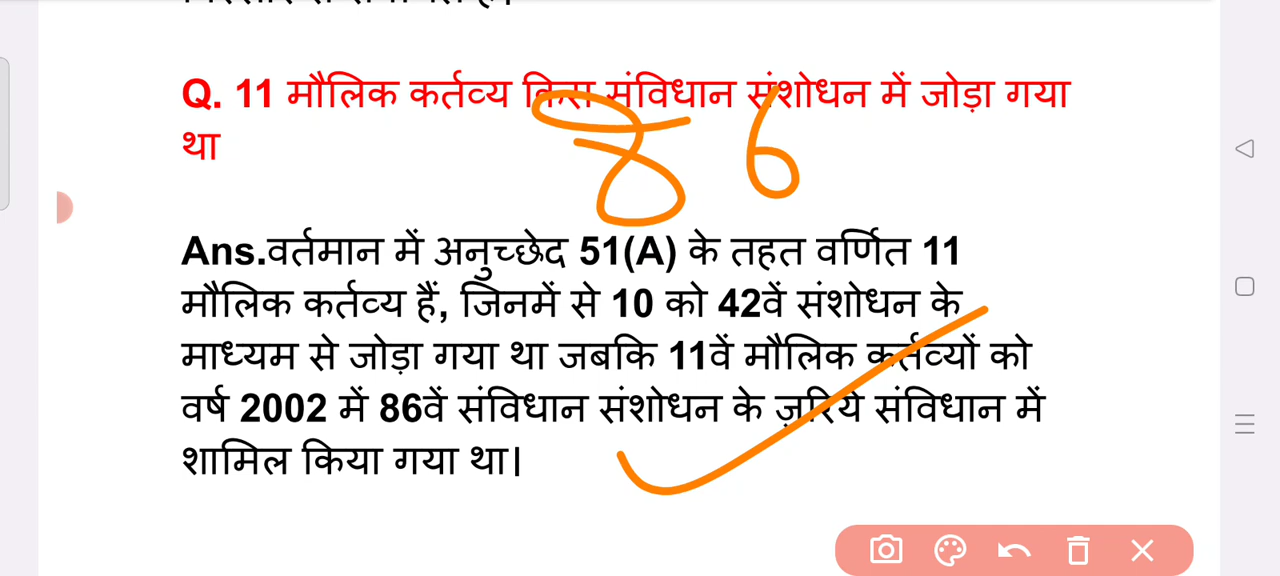 Q. 11 मौलिक कर्तव्य किस संविधान संशोधन में जोड़ा गया
था
86
Ans.वर्तमान में अनुच्छेद 51(A) के तहत वर्णित 11
मौलिक कर्तव्य हैं, जिनमें से 10 को 42वें संशोधन के
माध्यम से जोड़ा गया था जबकि 11वें मौलिक कर्तव्यों को
वर्ष 2002 में 86वें संविधान संशोधन के ज़रिये संविधान में
शामिल किया गया था|